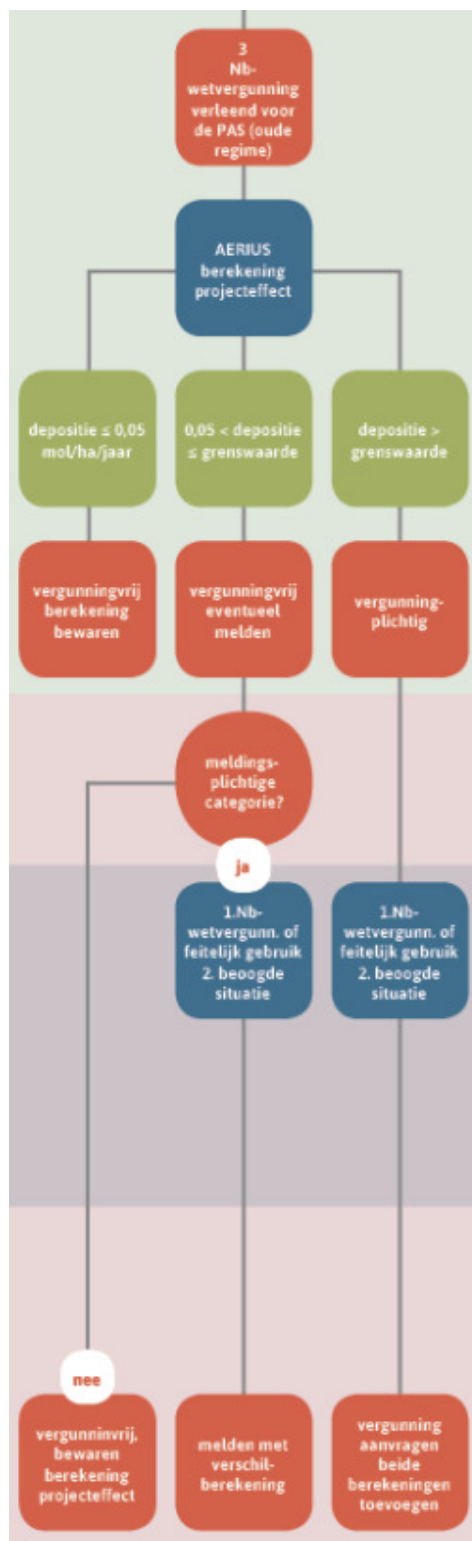 3
Nb-
wetvergunning
verleend voor
de PAS (oude
regime)
AERIUS
berekening
projecteffect
depositie ≤ 0,05
mol/ha/jaar
0,05 < depositie
≤ grenswaarde
depositie >
grenswaarde
vergunningvrij
berekening
bewaren
vergunningvrij
eventueel
melden
vergunning-
plichtig
meldings-
plichtige
categorie?
ja
1.Nb-
wetvergunn. of
feitelijk gebruik
2. beoogde
situatie
1.Nb-
wetvergunn. of
feitelijk gebruik
2. beoogde
situatie
nee
vergunninvrij,
bewaren
berekening
projecteffect
melden met
verschil-
berekening
vergunning
aanvragen
beide
berekeningen
toevoegen